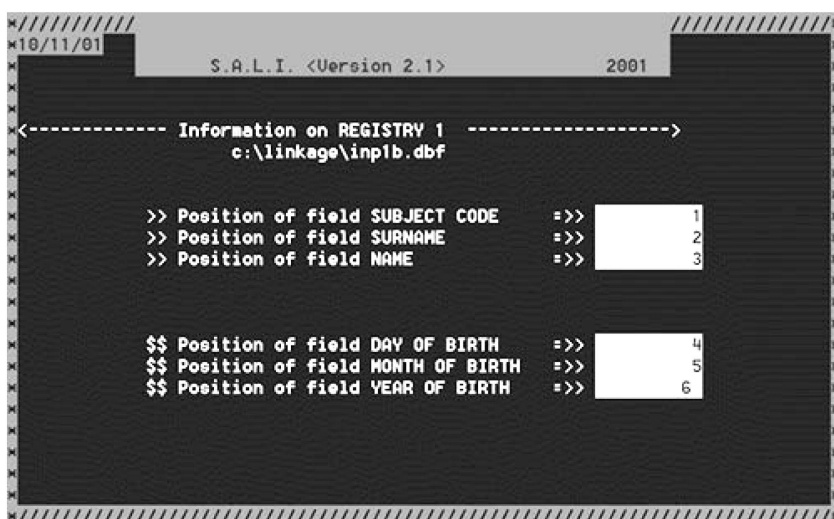 *///////////
///////////////
*10/11/01
S.A.L.I. <Version 2.1> 2001
<------------- Information on REGISTRY 1 ------------------->
c:\linkage\inp1b.dbf
>> Position of field SUBJECT CODE =>> 1
>> Position of field SURNAME =>> 2
>> Position of field NAME =>> 3
$$ Position of field DAY OF BIRTH =>> 4
$$ Position of field MONTH OF BIRTH =>> 5
$$ Position of field YEAR OF BIRTH =>> 6